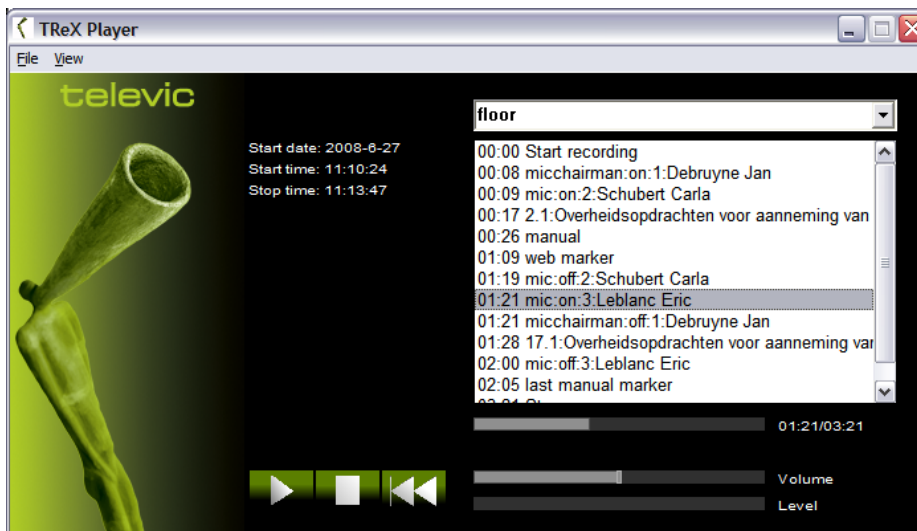 TReX Player
File View
televic
floor
Start date: 2008-6-27
Start time: 11:10:24
Stop time: 11:13:47
00:00 Start recording
00:08 micchairman:on:1:Debruyne Jan
00:09 mic:on:2:Schubert Carla
00:17 2.1:Overheidsopdrachten voor aanneming van
00:26 manual
01:09 web marker
01:19 mic:off:2:Schubert Carla
01:21 mic:on:3:Leblanc Eric
01:21 micchairman:off:1:Debruyne Jan
01:28 17.1:Overheidsopdrachten voor aanneming van
02:00 mic:off:3:Leblanc Eric
02:05 last manual marker
01:21/03:21
Volume
Level